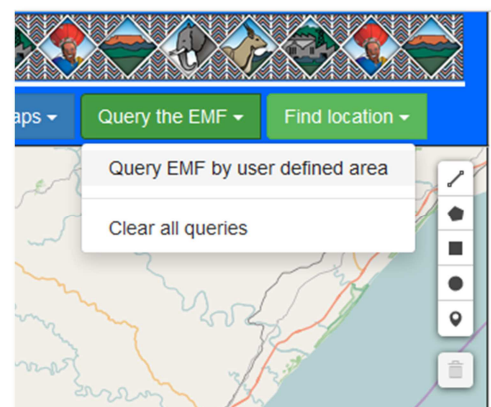 aps
Query the EMF
Find location
Query EMF by user defined area
Clear all queries